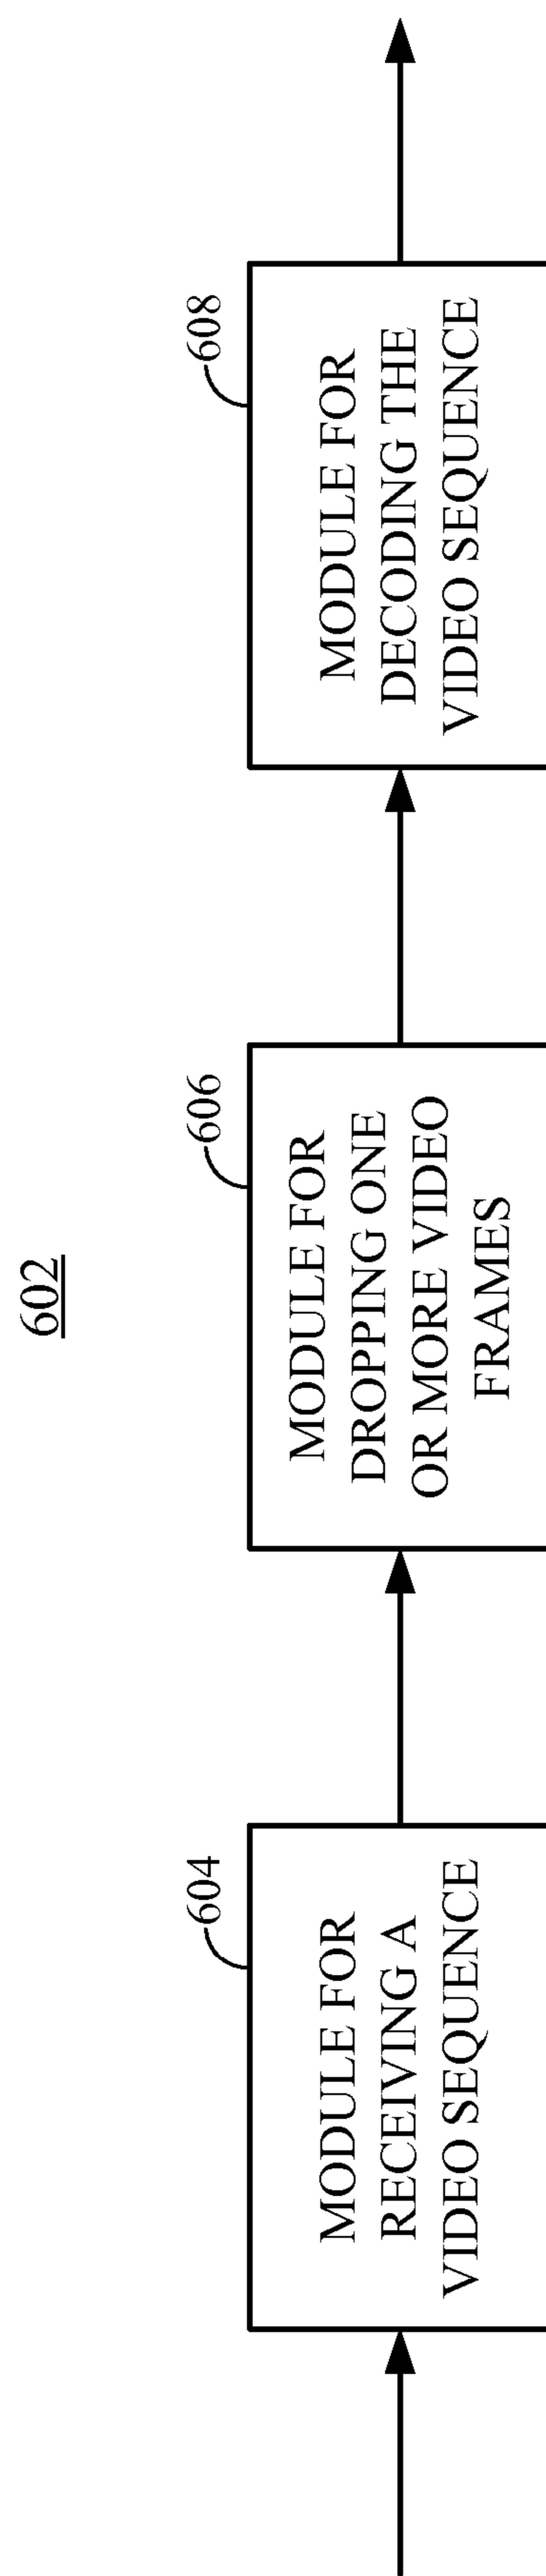 602
604
MODULE FOR
RECEIVING A
VIDEO SEQUENCE
606
MODULE FOR
DROPPING ONE
OR MORE VIDEO
FRAMES
608
MODULE FOR
DECODING THE
VIDEO SEQUENCE